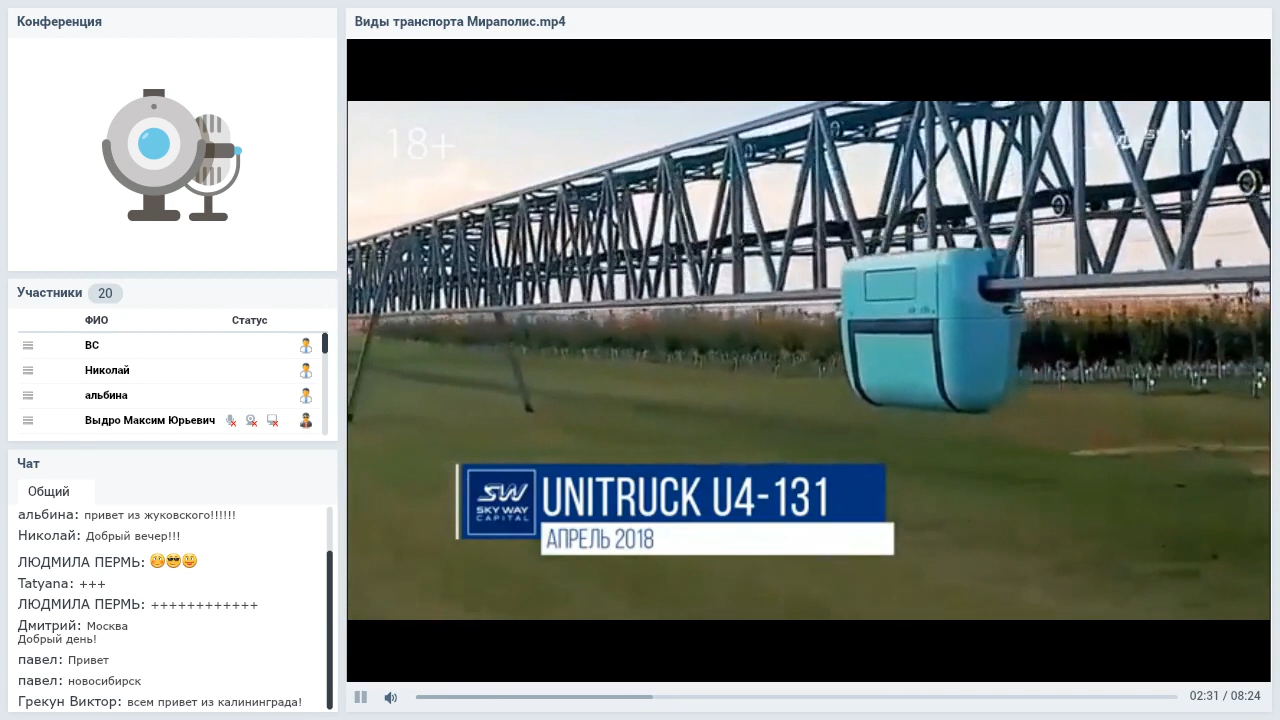 Конференция
Участники 20
ФИО Статус
ВС
Николай
альбина
Выдро Максим Юрьевич
Чат
Общий
альбина: привет из жуковского!!!!!!
Николай: Добрый вечер!!!
ЛЮДМИЛА ПЕРМЬ:
Tatyana: +++
ЛЮДМИЛА ПЕРМЬ: ++++++++++++
Дмитрий: Москва
Добрый день!
павел: Привет
павел: новосибирск
Грекун Виктор: всем привет из калининграда!
Виды транспорта Мираполис.mp4
18+
SW
SKY WAY
CAPITAL
UNITRUCK U4-131
АПРЕЛЬ 2018
02:31 / 08:24